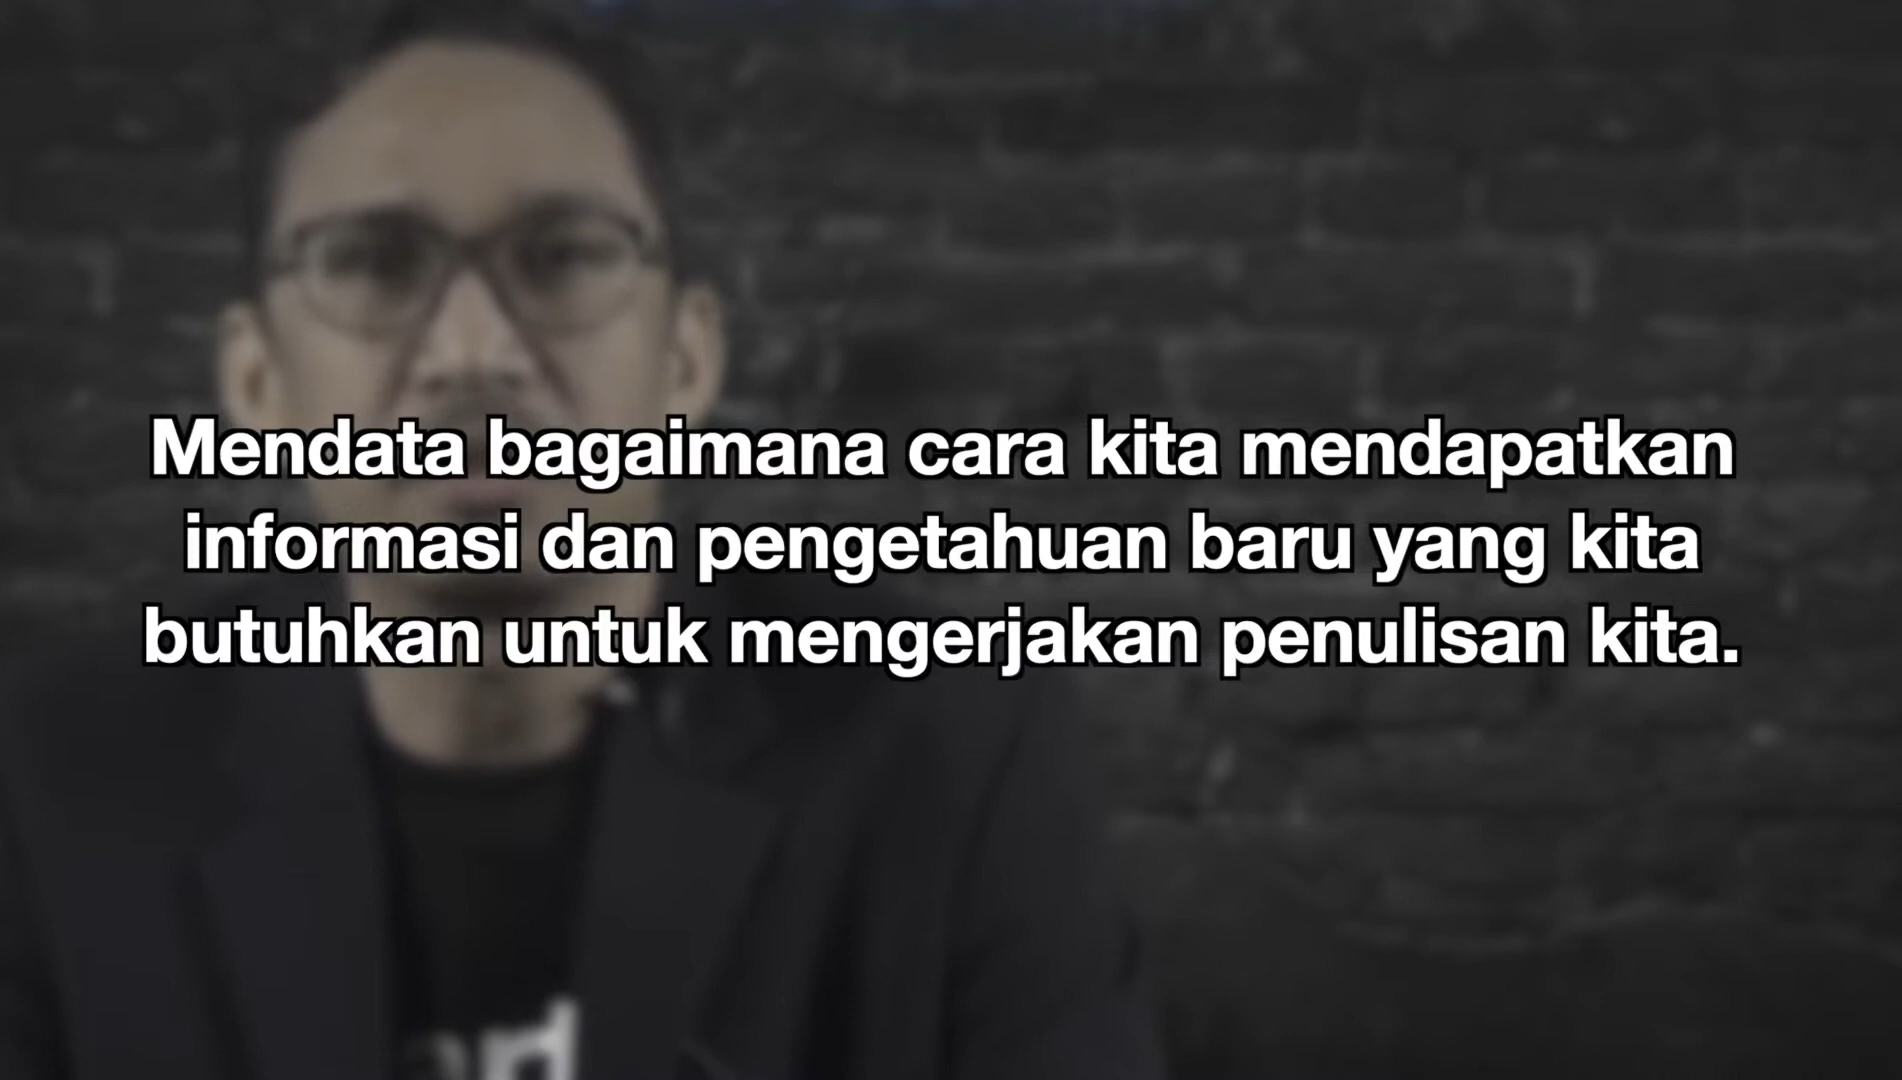 Mendata bagaimana cara kita mendapatkan
informasi dan pengetahuan baru yang kita
butuhkan untuk mengerjakan penulisan kita.